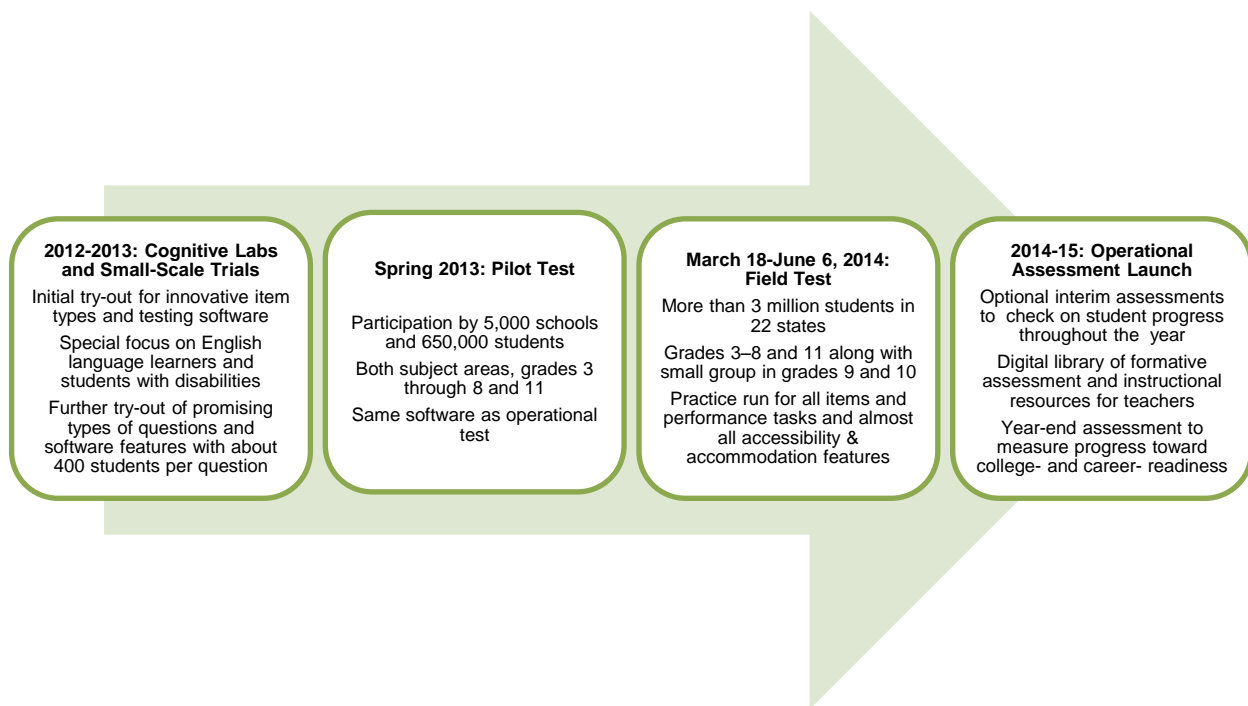 2012-2013: Cognitive Labs
and Small-Scale Trials
Initial try-out for innovative item
types and testing software
Special focus on English
language learners and
students with disabilities
Further try-out of promising
types of questions and
software features with about
400 students per question
Spring 2013: Pilot Test
Participation by 5,000 schools
and 650,000 students
Both subject areas, grades 3
through 8 and 11
Same software as operational
test
March 18-June 6, 2014:
Field Test
More than 3 million students in
22 states
Grades 3–8 and 11 along with
small group in grades 9 and 10
Practice run for all items and
performance tasks and almost
all accessibility &
accommodation features
2014-15: Operational
Assessment Launch
Optional interim assessments
to check on student progress
throughout the year
Digital library of formative
assessment and instructional
resources for teachers
Year-end assessment to
measure progress toward
college- and career- readiness